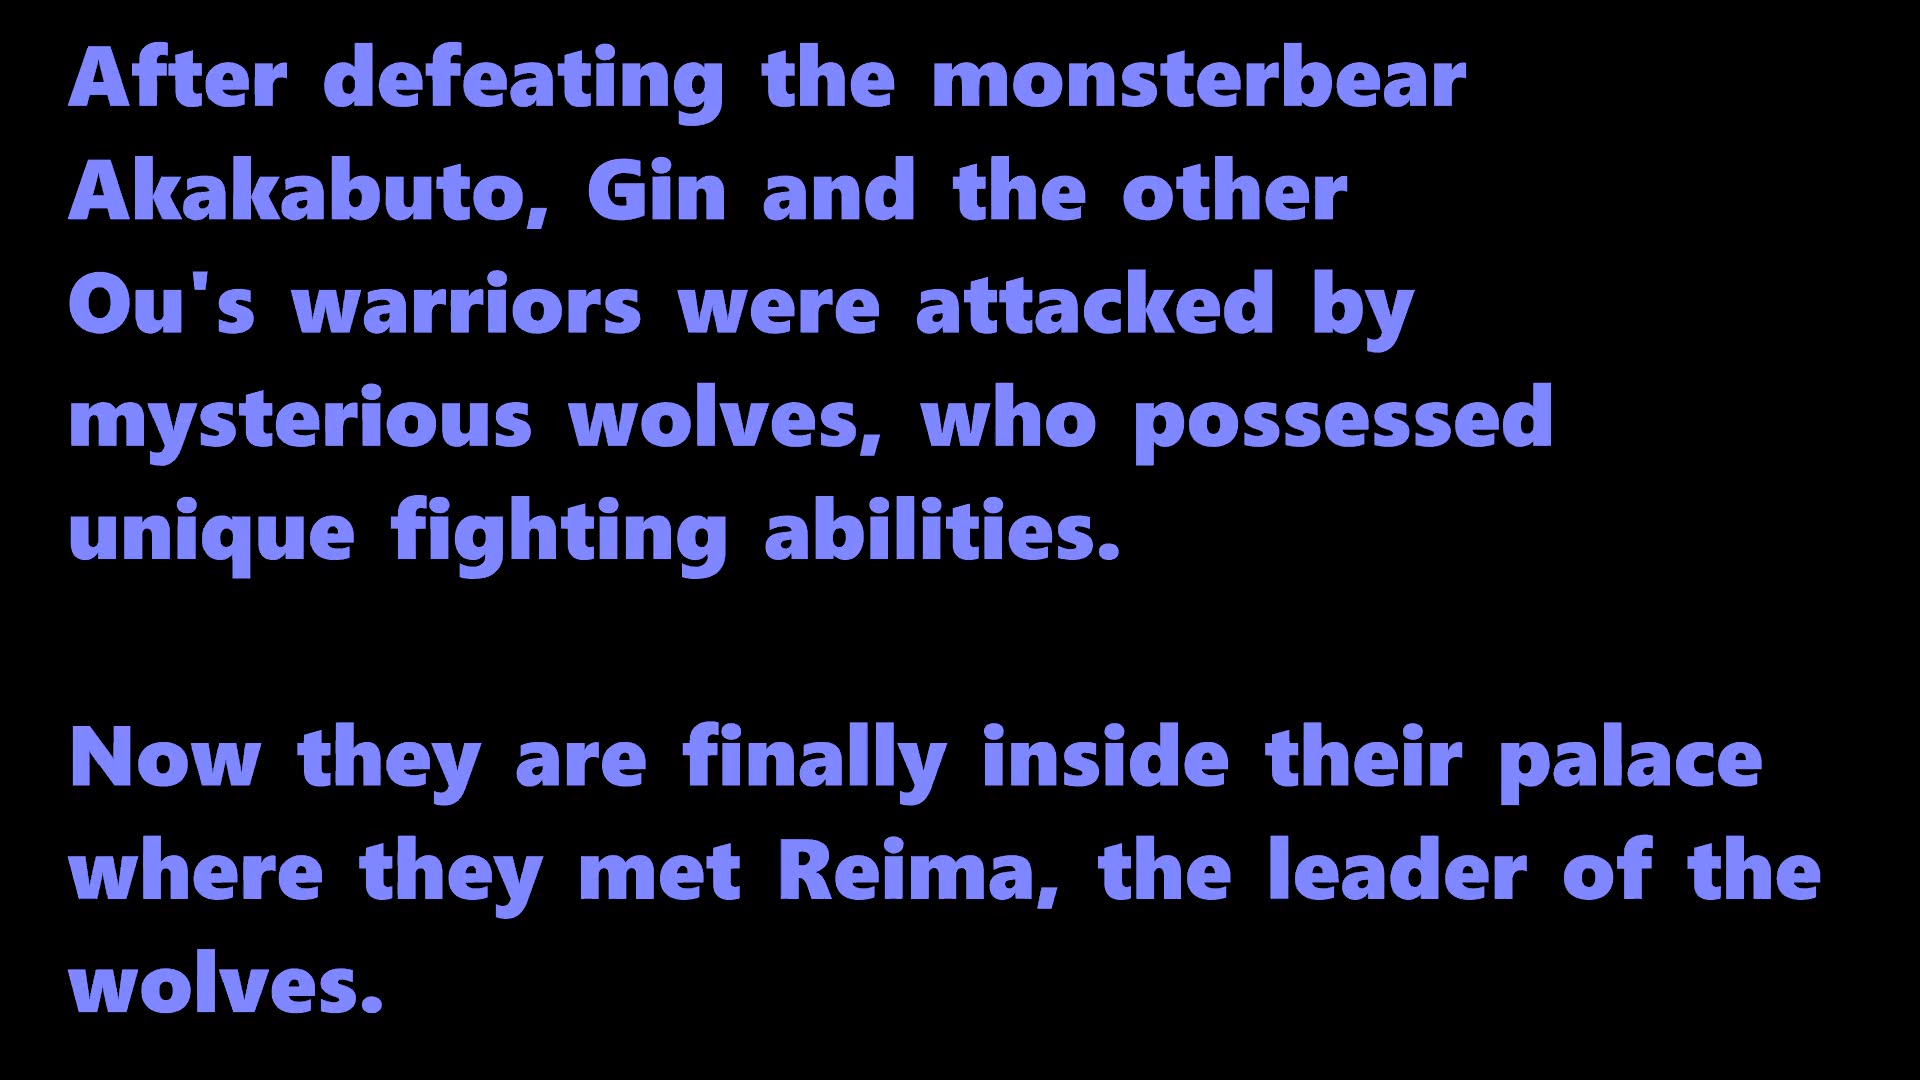 After defeating the monsterbear
Akakabuto, Gin and the other
Ou's warriors were attacked by
mysterious wolves, who possessed
unique fighting abilities.
Now they are finally inside their palace
where they met Reima, the leader of the
wolves.